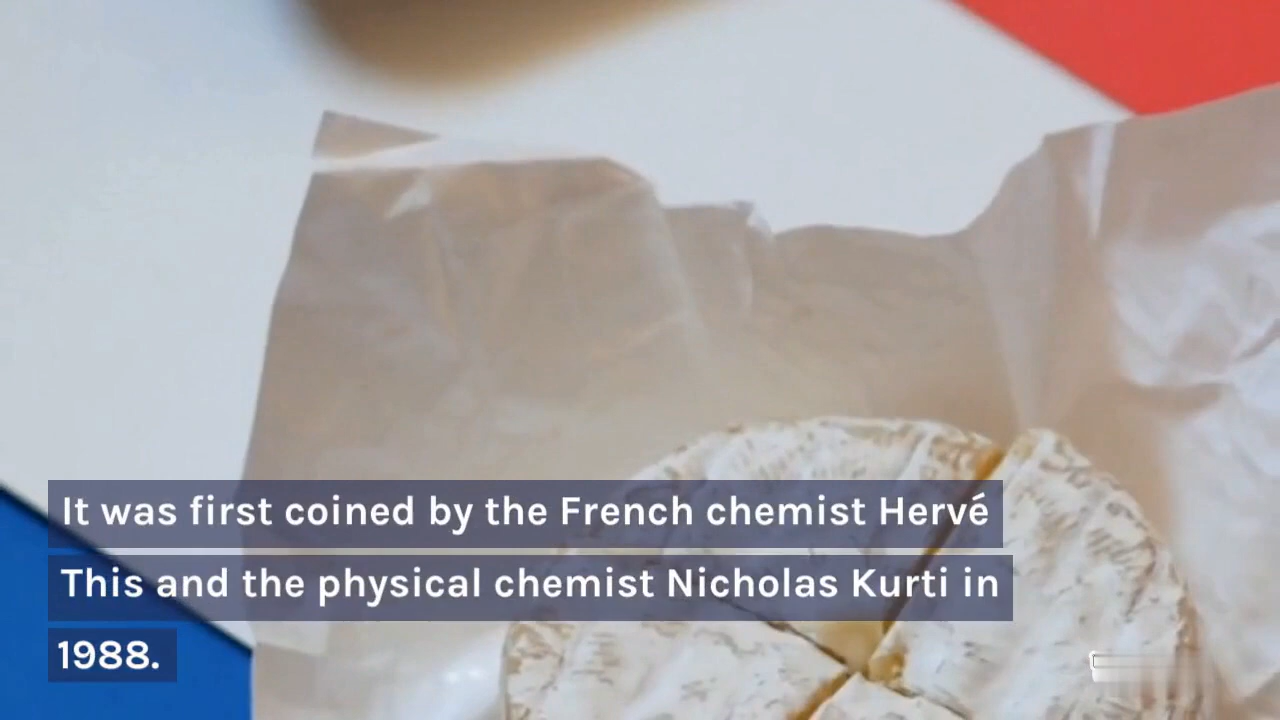 It was first coined by the French chemist Hervé
This and the physical chemist Nicholas Kurti in
1988.